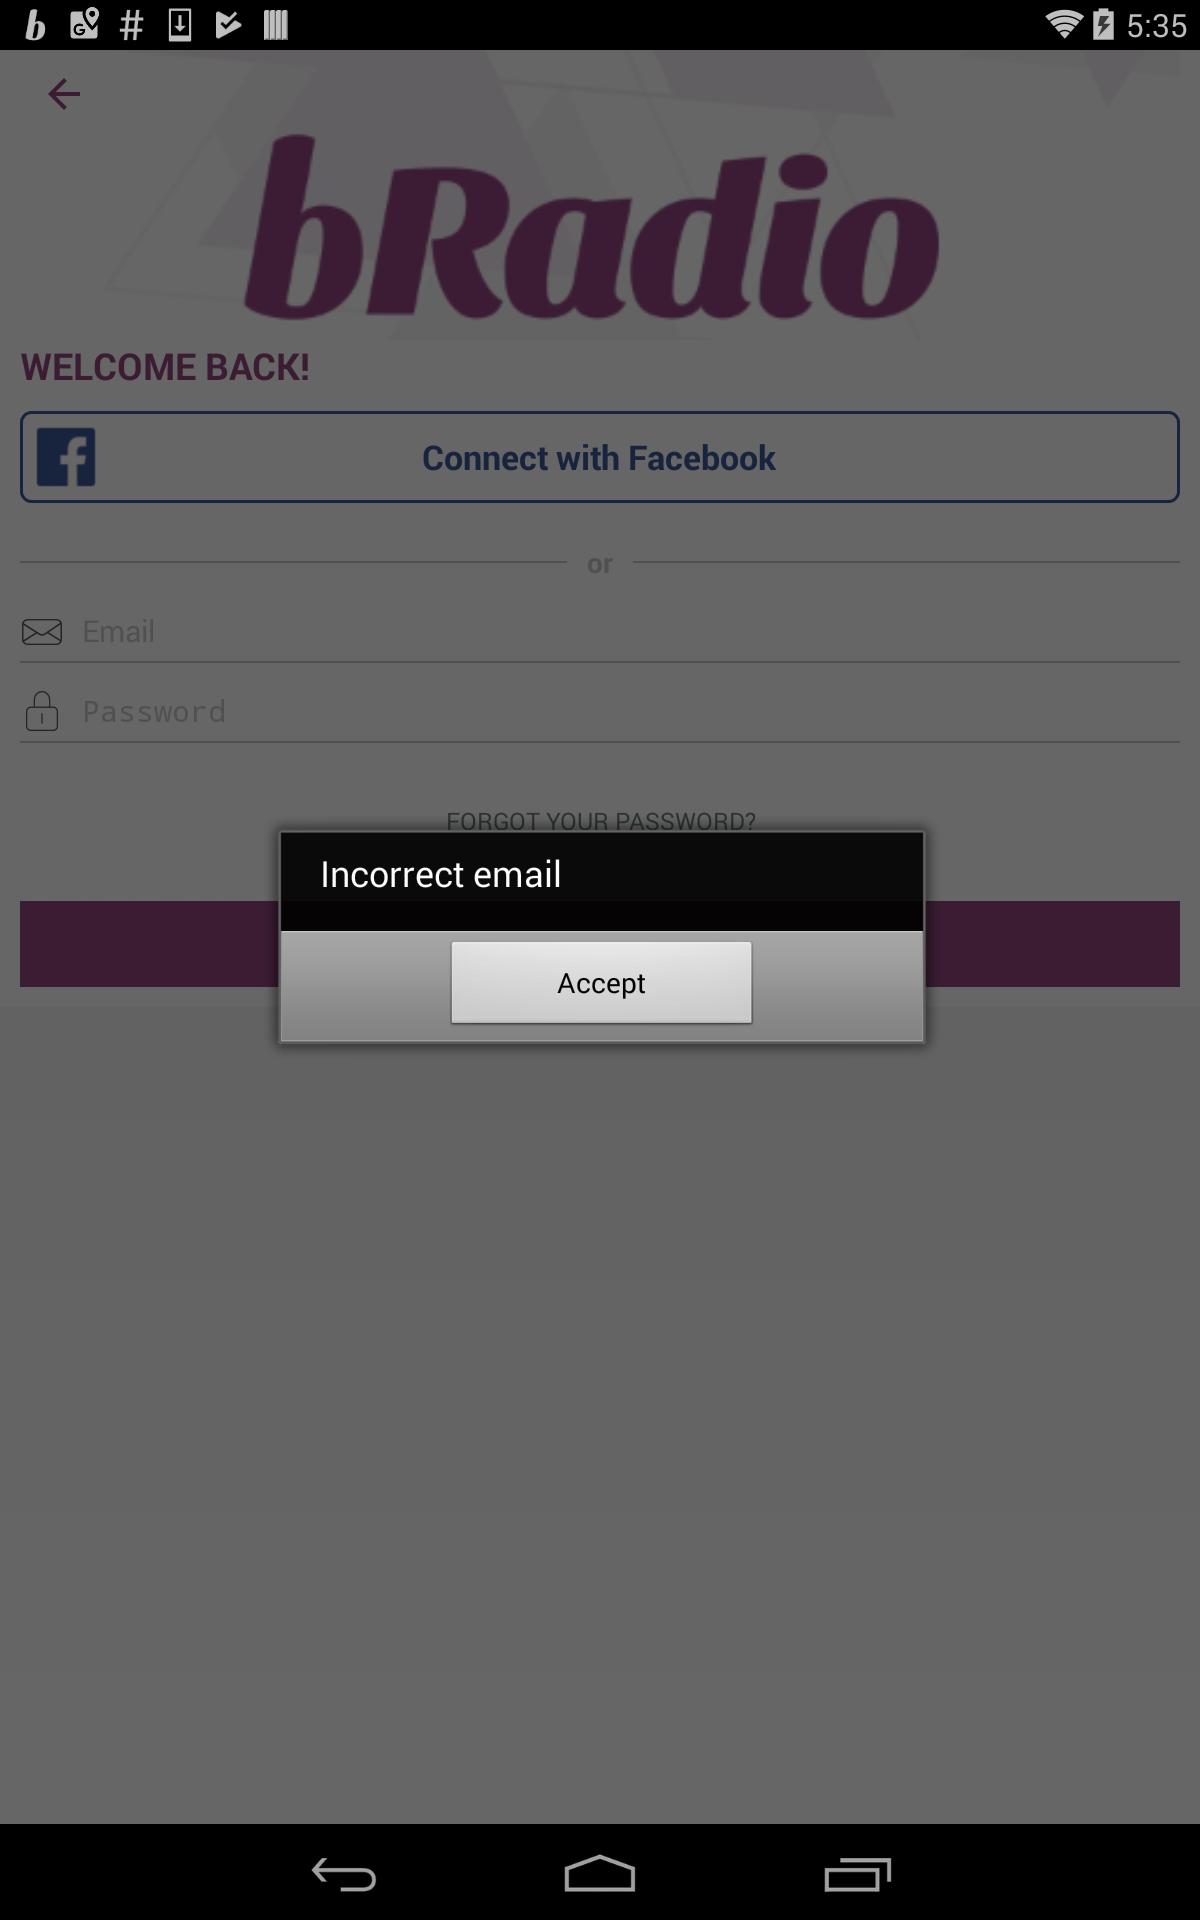 5:35
bRadio
WELCOME BACK!
Connect with Facebook
or
Email
Password
FORGOT YOUR PASSWORD?
Incorrect email
Accept